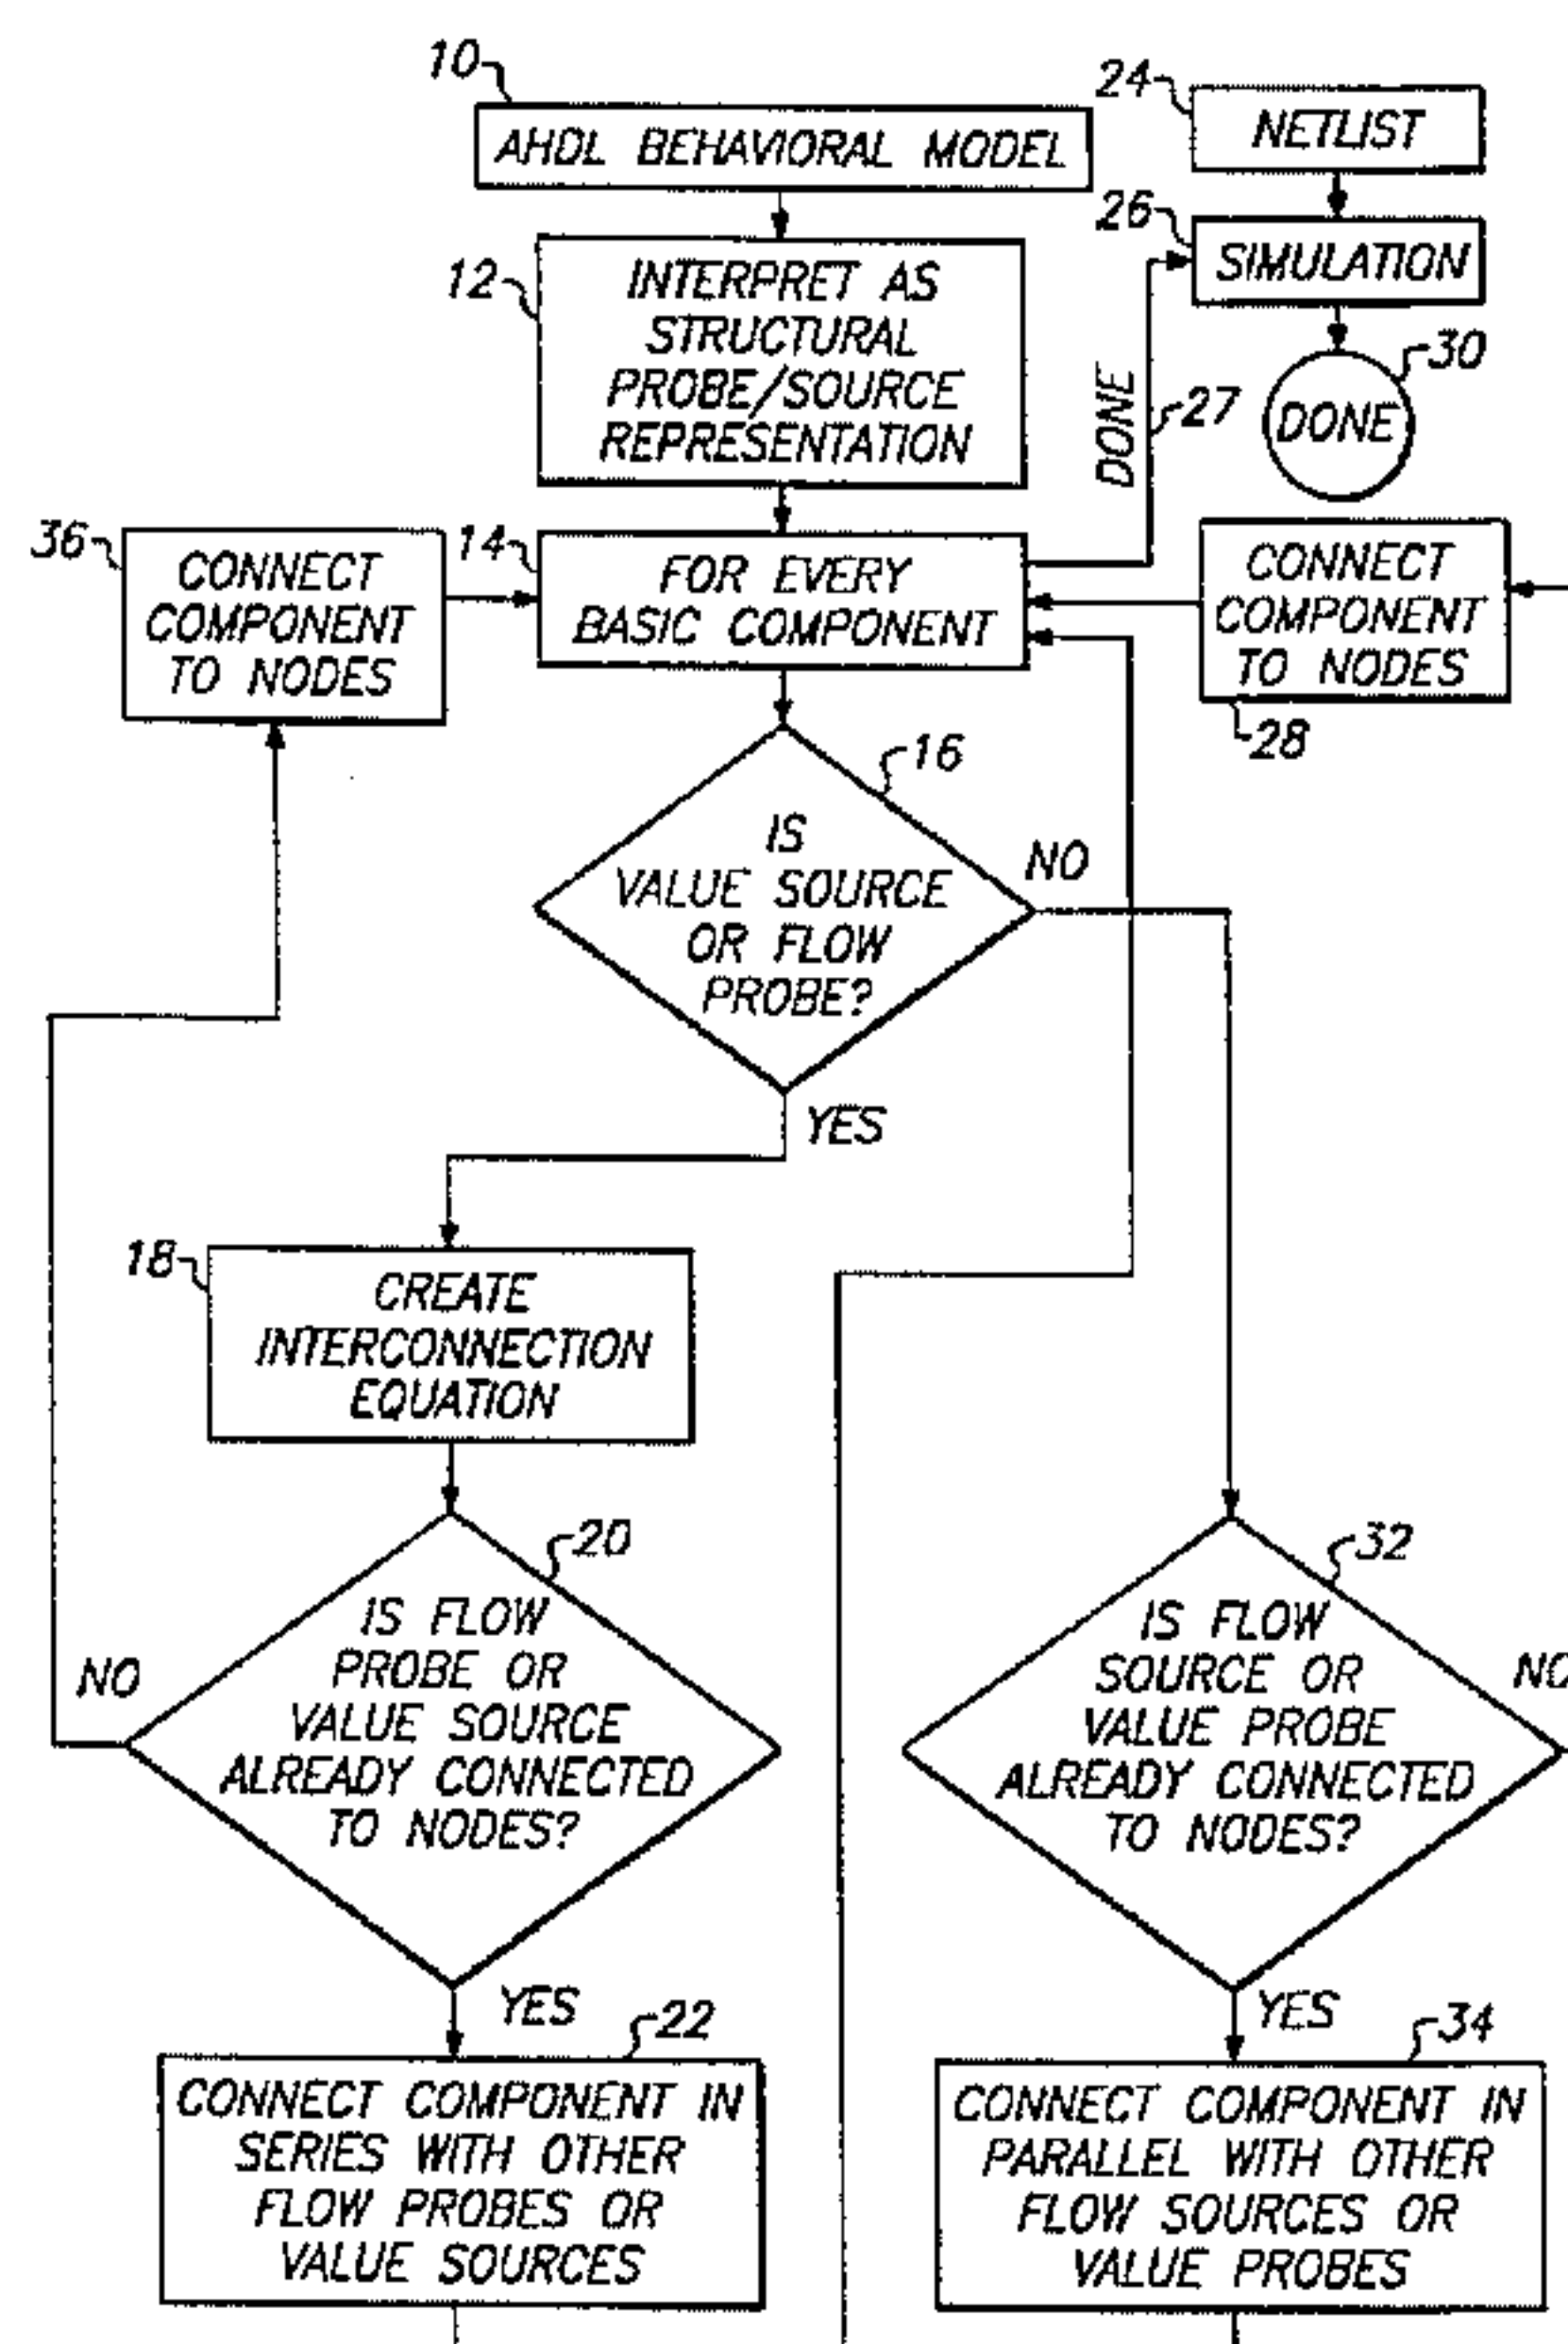 10
AHDL BEHAVIORAL MODEL
24
NETLIST
26
SIMULATION
12
INTERPRET AS
STRUCTURAL
PROBE/SOURCE
REPRESENTATION
DONE
27
30
DONE
36
CONNECT
COMPONENT
TO NODES
14
FOR EVERY
BASIC COMPONENT
CONNECT
COMPONENT
TO NODES
28
16
IS
VALUE SOURCE
OR FLOW
PROBE?
NO
YES
18
CREATE
INTERCONNECTION
EQUATION
20
IS FLOW
PROBE OR
VALUE SOURCE
ALREADY CONNECTED
TO NODES?
NO
YES
32
IS FLOW
SOURCE OR
VALUE PROBE
ALREADY CONNECTED
TO NODES?
NO
YES
22
CONNECT COMPONENT IN
SERIES WITH OTHER
FLOW PROBES OR
VALUE SOURCES
34
CONNECT COMPONENT IN
PARALLEL WITH OTHER
FLOW SOURCES OR
VALUE PROBES